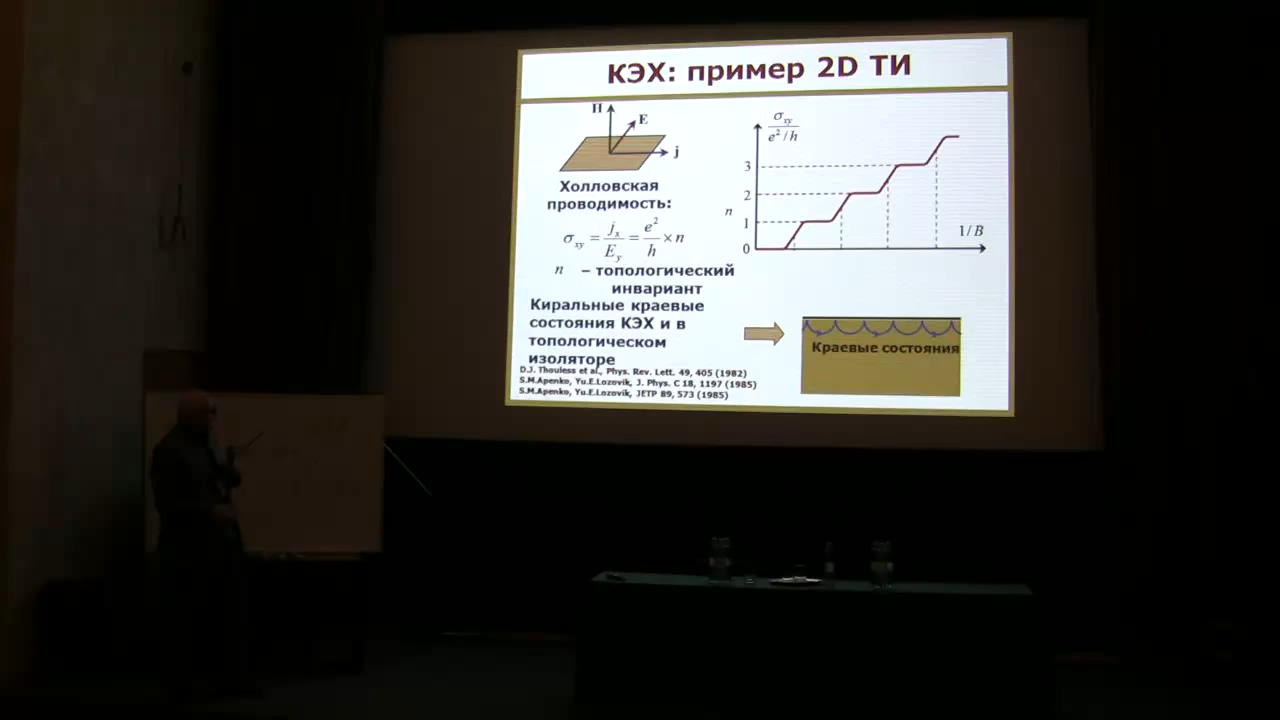 КЭХ: пример 2D ТИ
H
E
j
Холловская
проводимость:
σxy = jx / Ey = e² / h × n
n – топологический
инвариант
Киральные краевые
состояния КЭХ и в
топологическом
изоляторе
D.J. Thouless et al., Phys. Rev. Lett. 49, 405 (1982)
S.M.Apenko, Yu.E.Lozovik, J. Phys. C 18, 1197 (1985)
S.M.Apenko, Yu.E.Lozovik, JETP 89, 573 (1985)
σxy
e² / h
3
2
n
1
1/B
0
Краевые состояния